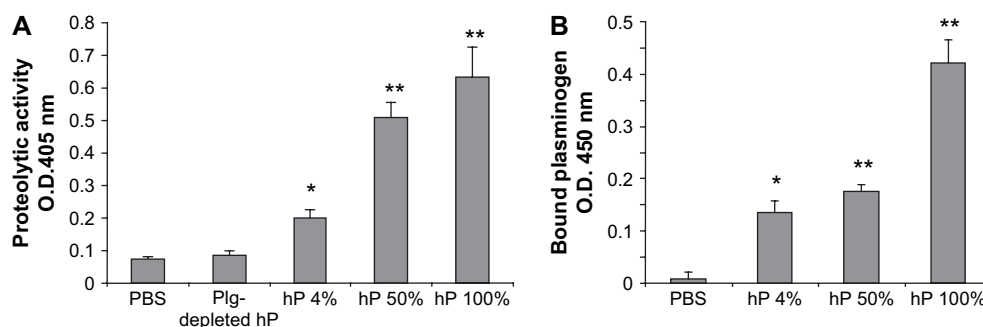 A
Proteolytic activity
O.D.405 nm
0.8
0.7
0.6
0.5
0.4
0.3
0.2
0.1
0
*
**
**
PBS
Plg-
depleted hP
hP 4%
hP 50%
hP 100%
B
Bound plasminogen
O.D. 450 nm
0.5
0.4
0.3
0.2
0.1
0
*
**
**
PBS
hP 4%
hP 50%
hP 100%